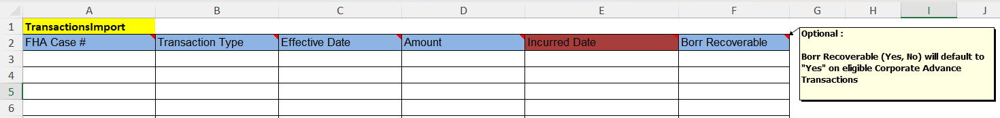 A B C D E F G H I J
1 TransactionsImport
2 FHA Case # Transaction Type Effective Date Amount Incurred Date Borr Recoverable
Optional :
Borr Recoverable (Yes, No) will default to
"Yes" on eligible Corporate Advance
Transactions
3
4
5
6